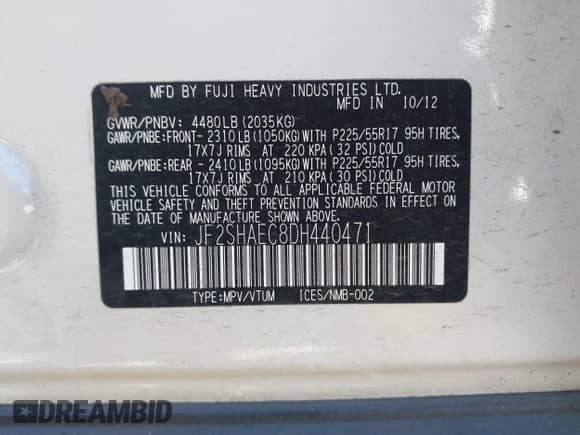 MFD BY FUJI HEAVY INDUSTRIES LTD.
MFD IN 10/12
GVWR/PNBV: 4480LB(2035KG)
GAWR/PNBE:FRONT- 2310LB(1050KG)WITH P225/55R17 95H TIRES,
17X7J RIMS AT 220 KPA(32 PSI)COLD
GAWR/PNBE:REAR - 2410LB(1095KG)WITH P225/55R17 95H TIRES,
17X7J RIMS AT 210 KPA(30 PSI)COLD
THIS VEHICLE CONFORMS TO ALL APPLICABLE FEDERAL MOTOR
VEHICLE SAFETY AND THEFT PREVENTION STANDARDS IN EFFECT ON
THE DATE OF MANUFACTURE SHOWN ABOVE.
VIN: JF2SHAEC8DH440471
TYPE:MPV/VTUM ICES/NMB-002
DREAMBID